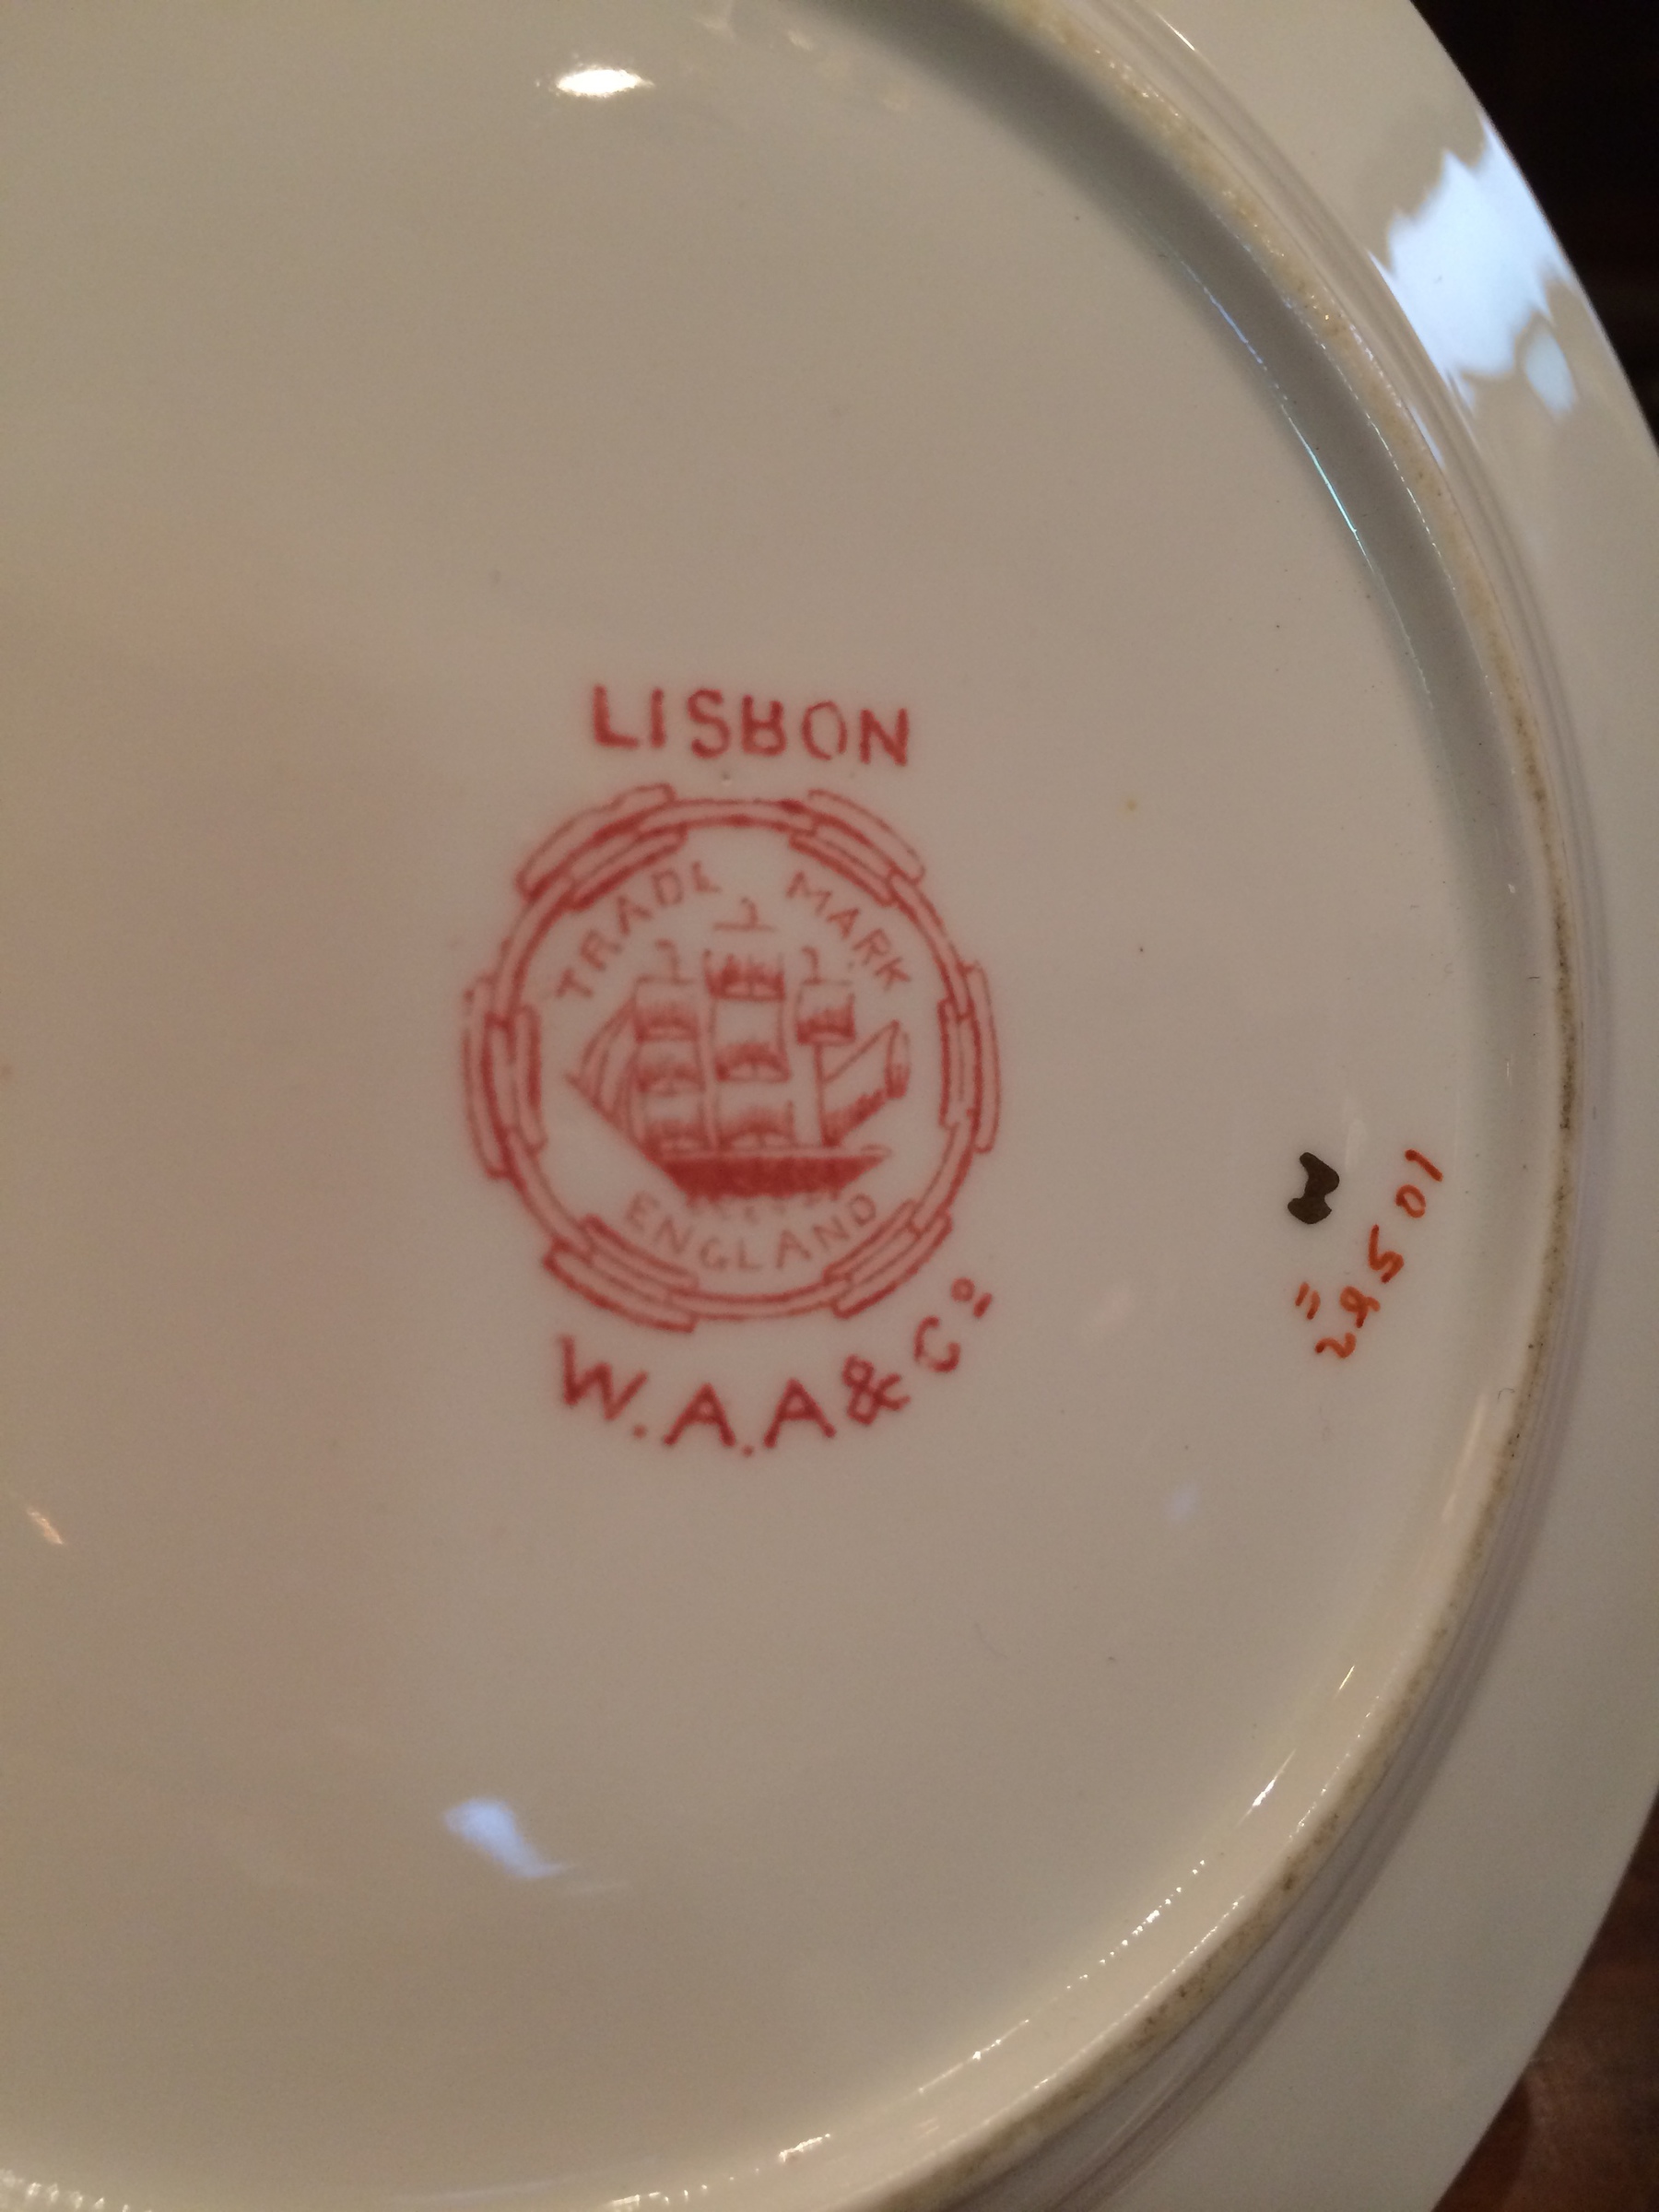 LISBON
TRADE MARK
ENGLAND
W.A.A & Co
"
29501